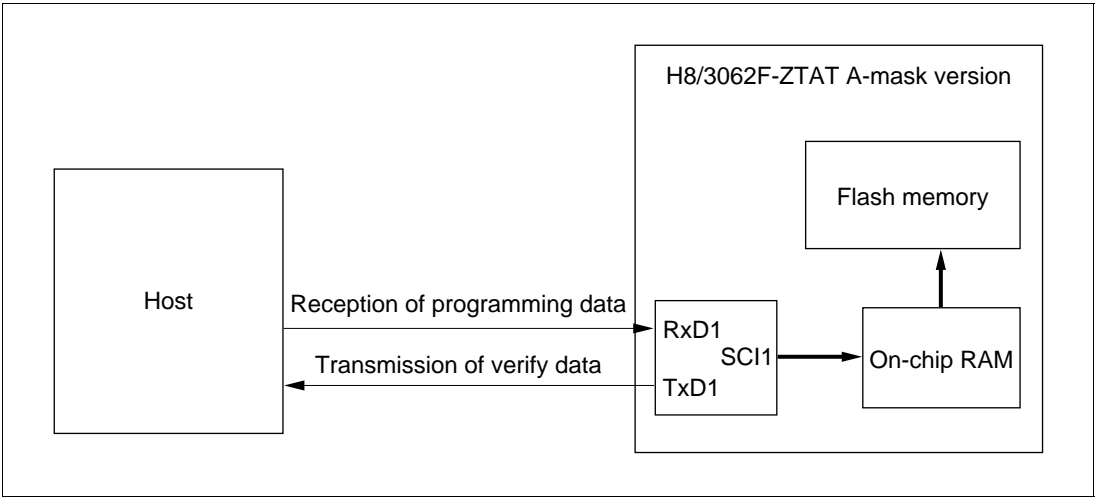 H8/3062F-ZTAT A-mask version
Flash memory
Host
Reception of programming data
RxD1
SCI1
On-chip RAM
Transmission of verify data
TxD1